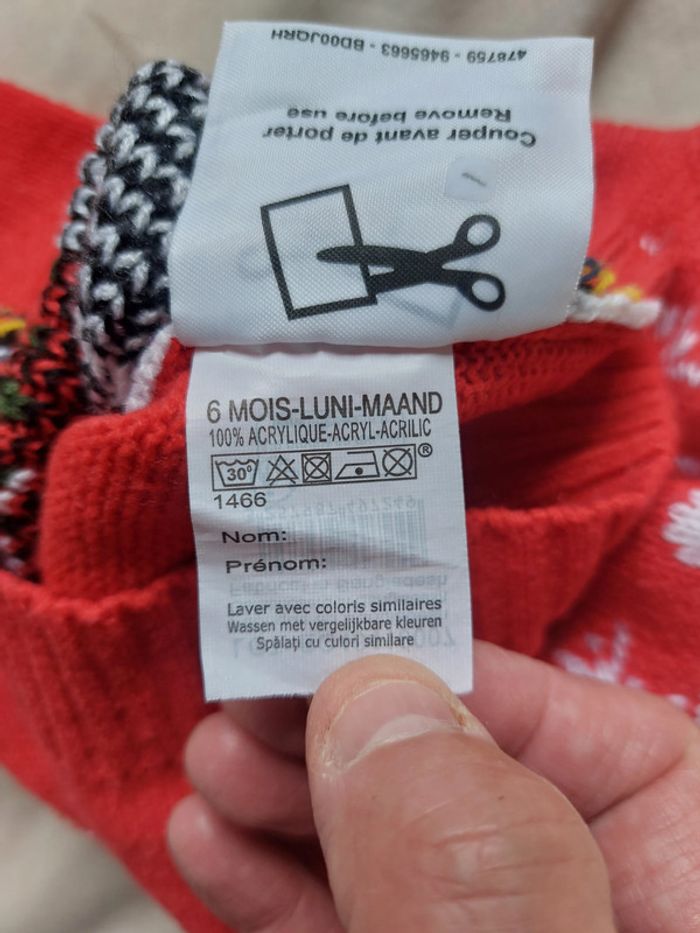 478759 - 9465663 - BD00JQRH
Remove before use
Couper avant de porter
6 MOIS-LUNI-MAAND
100% ACRYLIQUE-ACRYL-ACRILIC
30° ®
1466
Nom:
Prénom:
Laver avec coloris similaires
Wassen met vergelijkbare kleuren
Spălați cu culori similare